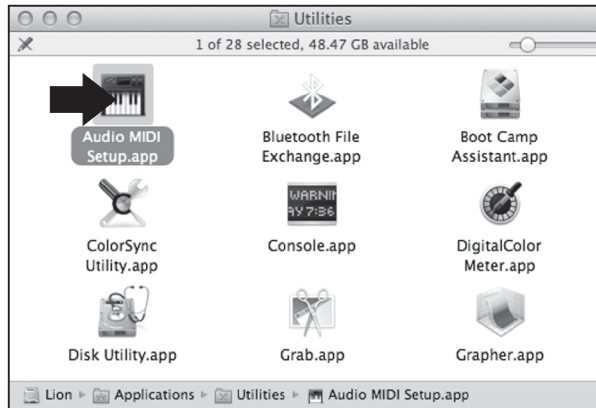 Utilities
1 of 28 selected, 48.47 GB available
Audio MIDI
Setup.app
Bluetooth File
Exchange.app
Boot Camp
Assistant.app
WARNIN
AY 7:36
ColorSync
Utility.app
Console.app
DigitalColor
Meter.app
Disk Utility.app
Grab.app
Grapher.app
Lion ▸ Applications ▸ Utilities ▸ Audio MIDI Setup.app